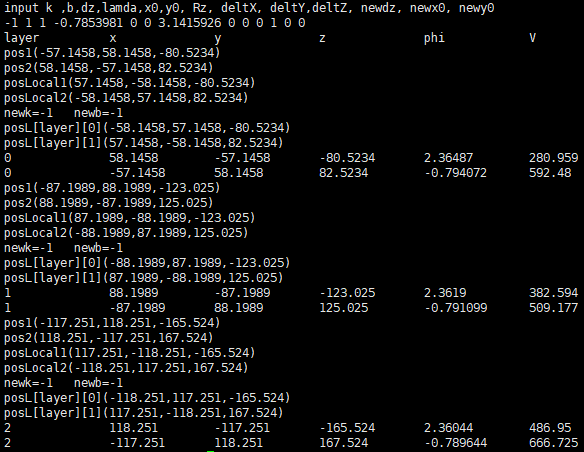 input k ,b,dz,lamda,x0,y0, Rz, deltX, deltY,deltZ, newdz, newx0, newy0
-1 1 1 -0.7853981 0 0 3.1415926 0 0 0 1 0 0
layer x y z phi V
pos1(-57.1458,58.1458,-80.5234)
pos2(58.1458,-57.1458,82.5234)
posLocal1(57.1458,-58.1458,-80.5234)
posLocal2(-58.1458,57.1458,82.5234)
newk=-1 newb=-1
posL[layer][0](-58.1458,57.1458,-80.5234)
posL[layer][1](57.1458,-58.1458,82.5234)
0 58.1458 -57.1458 -80.5234 2.36487 280.959
0 -57.1458 58.1458 82.5234 -0.794072 592.48
pos1(-87.1989,88.1989,-123.025)
pos2(88.1989,-87.1989,125.025)
posLocal1(87.1989,-88.1989,-123.025)
posLocal2(-88.1989,87.1989,125.025)
newk=-1 newb=-1
posL[layer][0](-88.1989,87.1989,-123.025)
posL[layer][1](87.1989,-88.1989,125.025)
1 88.1989 -87.1989 -123.025 2.3619 382.594
1 -87.1989 88.1989 125.025 -0.791099 509.177
pos1(-117.251,118.251,-165.524)
pos2(118.251,-117.251,167.524)
posLocal1(117.251,-118.251,-165.524)
posLocal2(-118.251,117.251,167.524)
newk=-1 newb=-1
posL[layer][0](-118.251,117.251,-165.524)
posL[layer][1](117.251,-118.251,167.524)
2 118.251 -117.251 -165.524 2.36044 486.95
2 -117.251 118.251 167.524 -0.789644 666.725